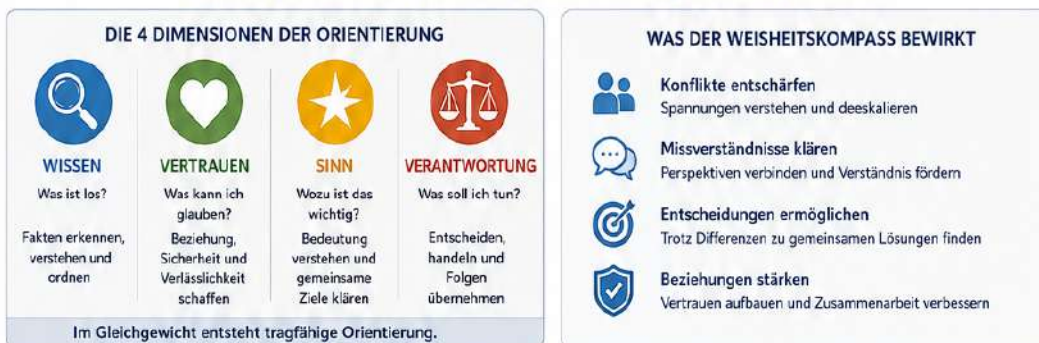 DIE 4 DIMENSIONEN DER ORIENTIERUNG
WISSEN
Was ist los?
Fakten erkennen,
verstehen und
ordnen
VERTRAUEN
Was kann ich
glauben?
Beziehung,
Sicherheit und
Verlässlichkeit
schaffen
SINN
Wozu ist das
wichtig?
Bedeutung
verstehen und
gemeinsame
Ziele klären
VERANTWORTUNG
Was soll ich tun?
Entscheiden,
handeln und
Folgen
übernehmen
Im Gleichgewicht entsteht tragfähige Orientierung.
WAS DER WEISHEITSKOMPASS BEWIRKT
Konflikte entschärfen
Spannungen verstehen und deeskalieren
Missverständnisse klären
Perspektiven verbinden und Verständnis fördern
Entscheidungen ermöglichen
Trotz Differenzen zu gemeinsamen Lösungen finden
Beziehungen stärken
Vertrauen aufbauen und Zusammenarbeit verbessern